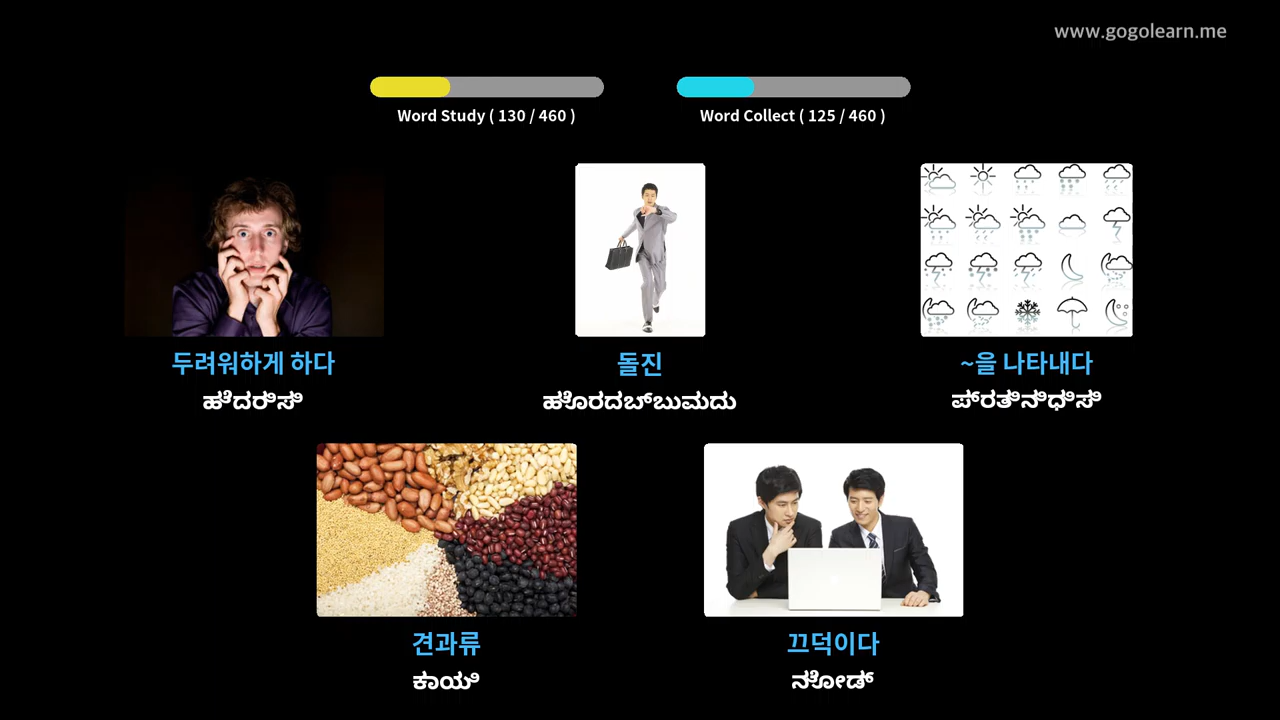 www.gogolearn.me
Word Study ( 130 / 460 )
Word Collect ( 125 / 460 )
두려워하게 하다
ಹೆದರಿಸಿ
돌진
ಹೊರದಬ್ಬುಮದು
~을 나타내다
ಪ್ರತಿನಿಧಿಸಿ
견과류
ಕಾಯಿ
끄덕이다
ನೋಡ್